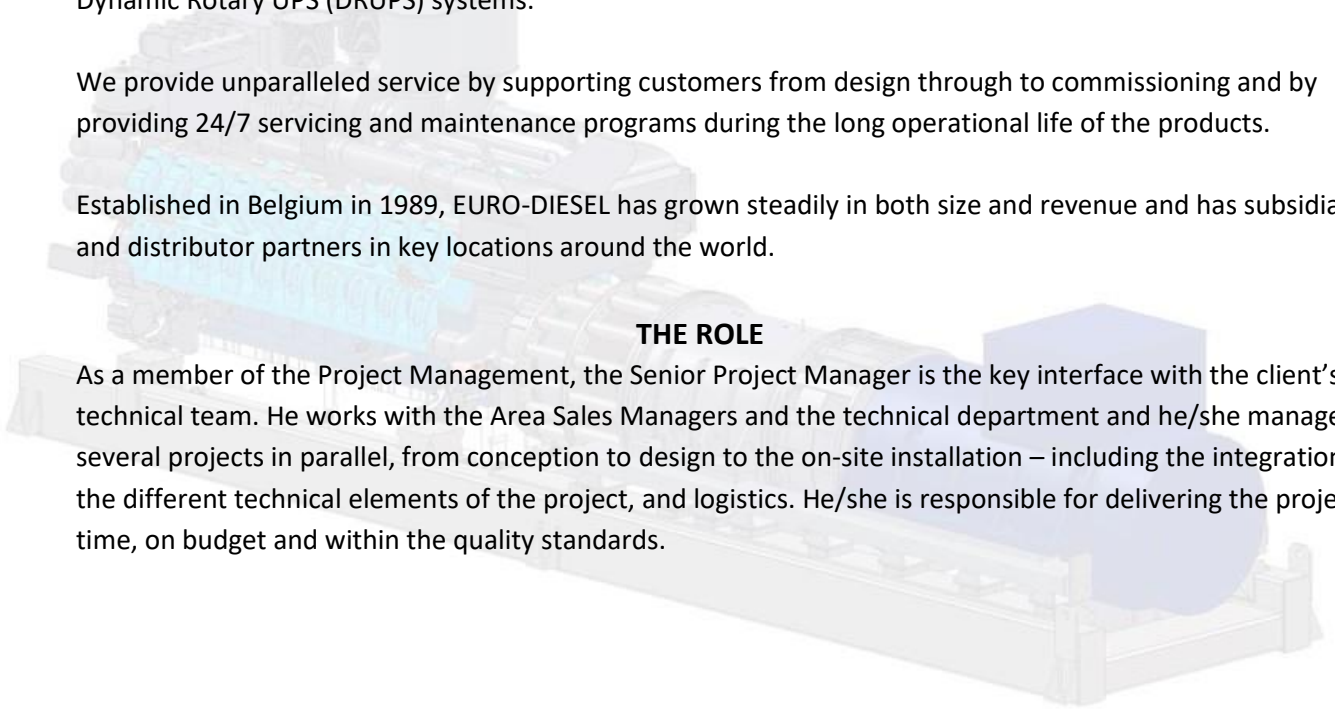 Dynamic Rotary UPS (DRUPS) systems.
We provide unparalleled service by supporting customers from design through to commissioning and by
providing 24/7 servicing and maintenance programs during the long operational life of the products.
Established in Belgium in 1989, EURO-DIESEL has grown steadily in both size and revenue and has
and distributor partners in key locations around the world.
THE ROLE
As a member of the Project Management, the Senior Project Manager is the key interface with the client's
technical team. He works with the Area Sales Managers and the technical department and he/she
several projects in parallel, from conception to design to the on-site installation – including the integration
the different technical elements of the project, and logistics. He/she is responsible for delivering the
time, on budget and within the quality standards.